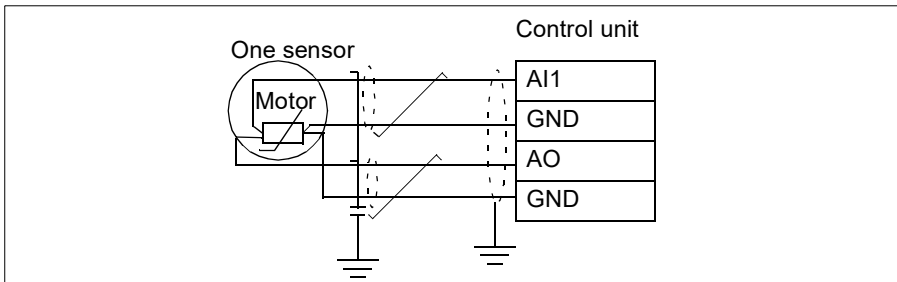 Control unit
One sensor
AI1
Motor
GND
AO
GND